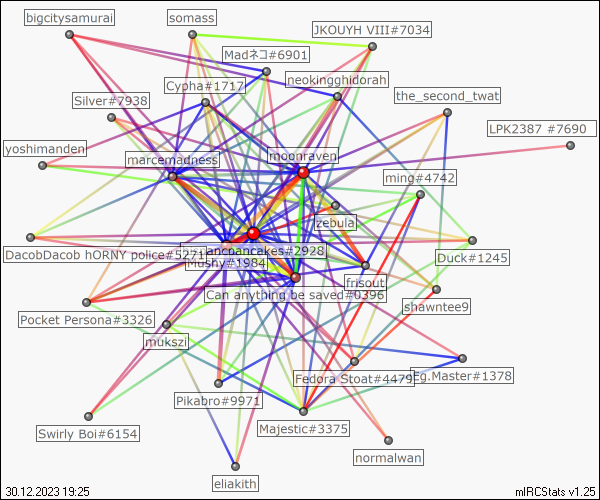 bigcitysamurai
somass
JKOUYH VIII#7034
Madネコ#6901
Cypha#1717
neokingghidorah
Silver#7938
the_second_twat
LPK2387 #7690
yoshimanden
marcemadness
moonraven
ming#4742
zebula
DacobDacob hORNY police#5271
ancpancakes#2928
Duck#1245
Mushy#1984
frisout
Can anything be saved#0396
shawntee9
Pocket Persona#3326
mukszi
Fedora Stoat#4479
Eg.Master#1378
Pikabro#9971
Majestic#3375
Swirly Boi#6154
normalwan
eliakith
30.12.2023 19:25
mIRCStats v1.25